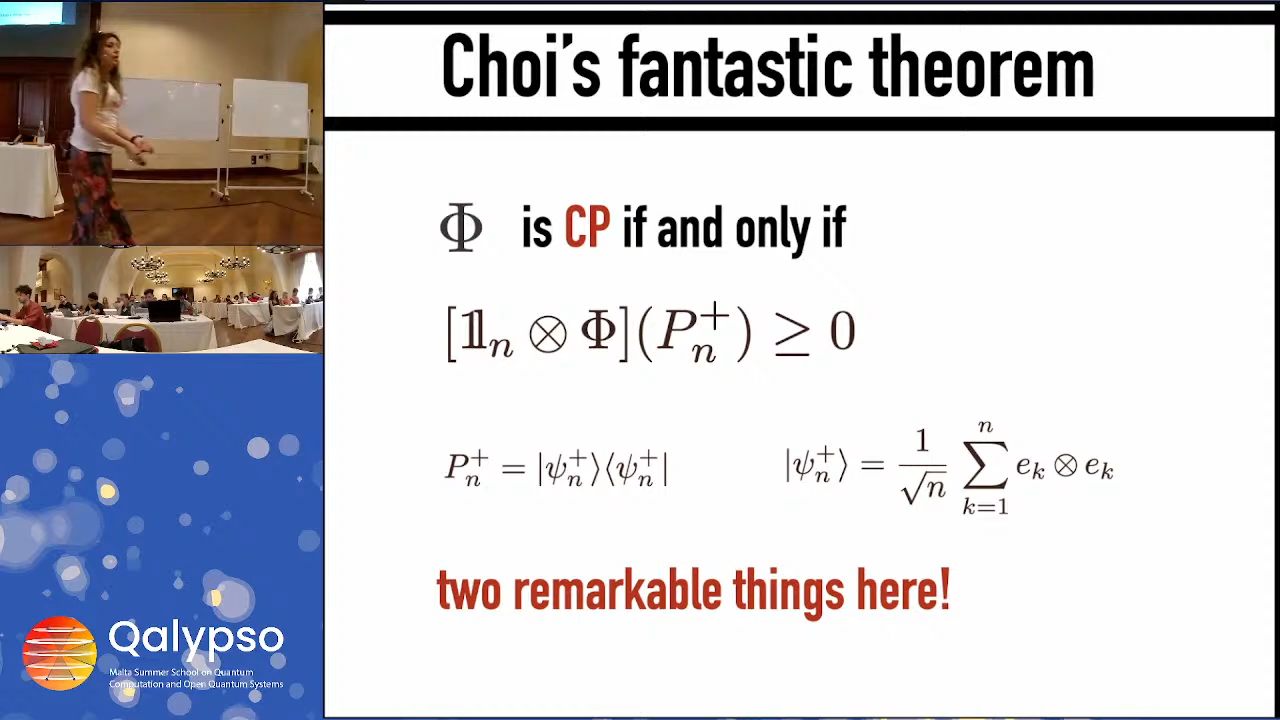 Choi's fantastic theorem
Φ is CP if and only if
[𝟙ₙ ⊗ Φ](Pₙ⁺) ≥ 0
Pₙ⁺ = |ψₙ⁺⟩⟨ψₙ⁺|
|ψₙ⁺⟩ = 1/√n ∑ₖ₌₁ⁿ eₖ ⊗ eₖ
two remarkable things here!
Qalypso
Malta Summer School on Quantum
Computation and Open Quantum Systems